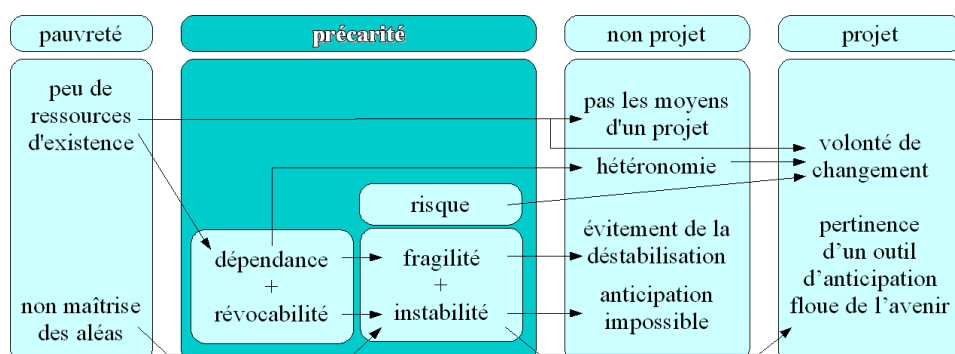 pauvreté
précarité
non projet
projet
peu de
ressources
d'existence
non maîtrise
des aléas
dépendance
+
révocabilité
risque
fragilité
+
instabilité
pas les moyens
d'un projet
hétéronomie
évitement de la
déstabilisation
anticipation
impossible
volonté de
changement
pertinence
d’un outil
d’anticipation
floue de l’avenir